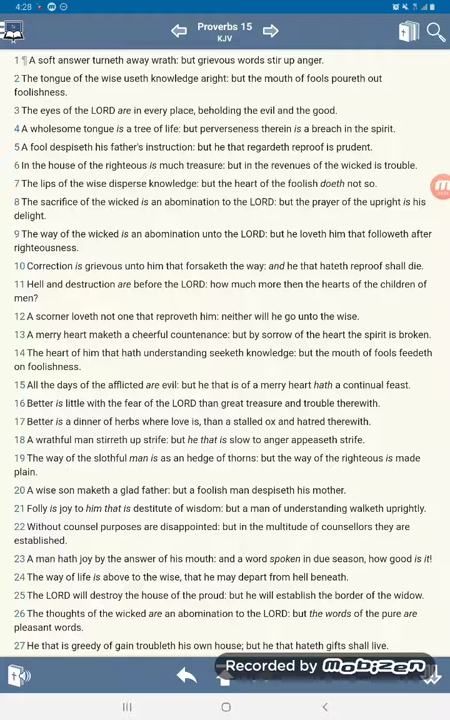 4:28
Proverbs 15
KJV
1 ¶ A soft answer turneth away wrath: but grievous words stir up anger.
2 The tongue of the wise useth knowledge aright: but the mouth of fools poureth out
foolishness.
3 The eyes of the LORD are in every place, beholding the evil and the good.
4 A wholesome tongue is a tree of life: but perverseness therein is a breach in the spirit.
5 A fool despiseth his father's instruction: but he that regardeth reproof is prudent.
6 In the house of the righteous is much treasure: but in the revenues of the wicked is trouble.
7 The lips of the wise disperse knowledge: but the heart of the foolish doeth not so.
8 The sacrifice of the wicked is an abomination to the LORD: but the prayer of the upright is his
delight.
9 The way of the wicked is an abomination unto the LORD: but he loveth him that followeth after
righteousness.
10 Correction is grievous unto him that forsaketh the way: and he that hateth reproof shall die.
11 Hell and destruction are before the LORD: how much more then the hearts of the children of
men?
12 A scorner loveth not one that reproveth him: neither will he go unto the wise.
13 A merry heart maketh a cheerful countenance: but by sorrow of the heart the spirit is broken.
14 The heart of him that hath understanding seeketh knowledge: but the mouth of fools feedeth
on foolishness.
15 All the days of the afflicted are evil: but he that is of a merry heart hath a continual feast.
16 Better is little with the fear of the LORD than great treasure and trouble therewith.
17 Better is a dinner of herbs where love is, than a stalled ox and hatred therewith.
18 A wrathful man stirreth up strife: but he that is slow to anger appeaseth strife.
19 The way of the slothful man is as an hedge of thorns: but the way of the righteous is made
plain.
20 A wise son maketh a glad father: but a foolish man despiseth his mother.
21 Folly is joy to him that is destitute of wisdom: but a man of understanding walketh uprightly.
22 Without counsel purposes are disappointed: but in the multitude of counsellors they are
established.
23 A man hath joy by the answer of his mouth: and a word spoken in due season, how good is it!
24 The way of life is above to the wise, that he may depart from hell beneath.
25 The LORD will destroy the house of the proud: but he will establish the border of the widow.
26 The thoughts of the wicked are an abomination to the LORD: but the words of the pure are
pleasant words.
27 He that is greedy of gain troubleth his own house; but he that hateth gifts shall live.
Recorded by mobizen